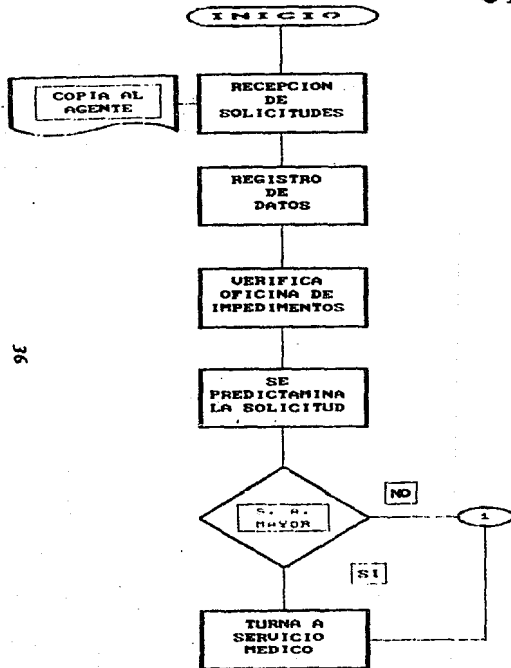 INICIO
COPIA AL
AGENTE
RECEPCION
DE
SOLICITUDES
REGISTRO
DE
DATOS
VERIFICA
OFICINA DE
IMPEDIMENTOS
36
SE
PREDICTAMINA
LA SOLICITUD
S. A.
MAYOR
NO
1
SI
TURNA A
SERVICIO
MEDICO